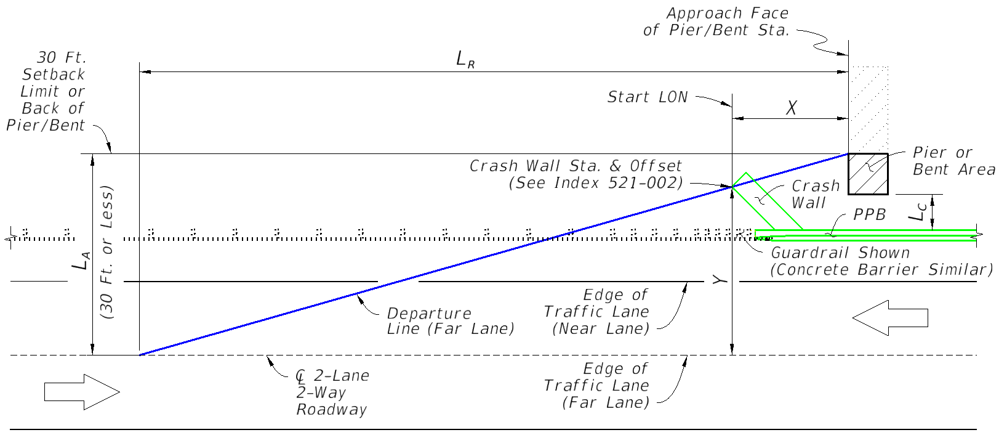 Approach Face
of Pier/Bent Sta.
30 Ft.
Setback
Limit or
Back of
Pier/Bent
LR
Start LON
X
Crash Wall Sta. & Offset
(See Index 521-002)
Pier or
Bent Area
Crash
Wall
LC
PPB
LA
(30 Ft. or Less)
Guardrail Shown
(Concrete Barrier Similar)
Y
Departure
Line (Far Lane)
Edge of
Traffic Lane
(Near Lane)
℄ 2-Lane
2-Way
Roadway
Edge of
Traffic Lane
(Far Lane)